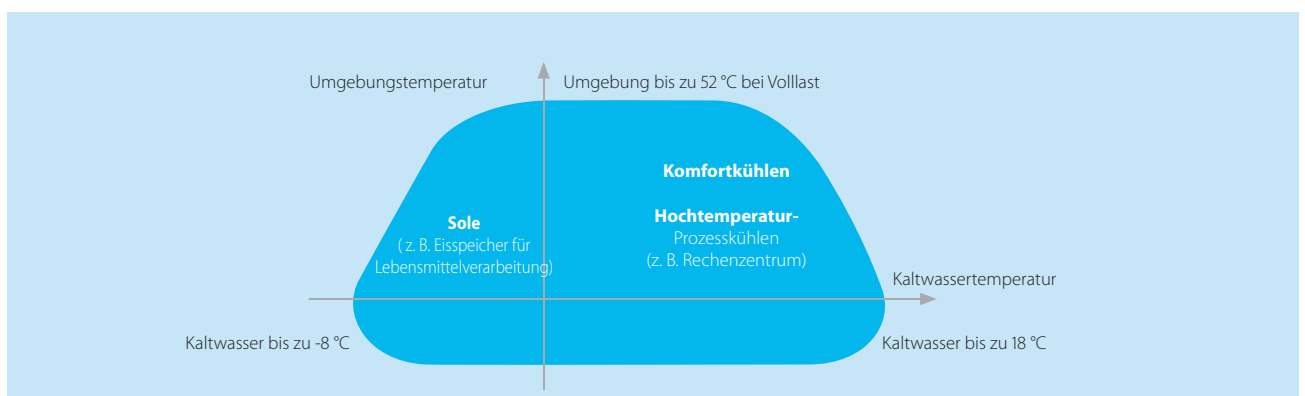 Umgebungstemperatur
Umgebung bis zu 52 °C bei Volllast
Komfortkühlen
Hochtemperatur-
Prozesskühlen
(z. B. Rechenzentrum)
Sole
( z. B. Eisspeicher für
Lebensmittelverarbeitung)
Kaltwassertemperatur
Kaltwasser bis zu -8 °C
Kaltwasser bis zu 18 °C